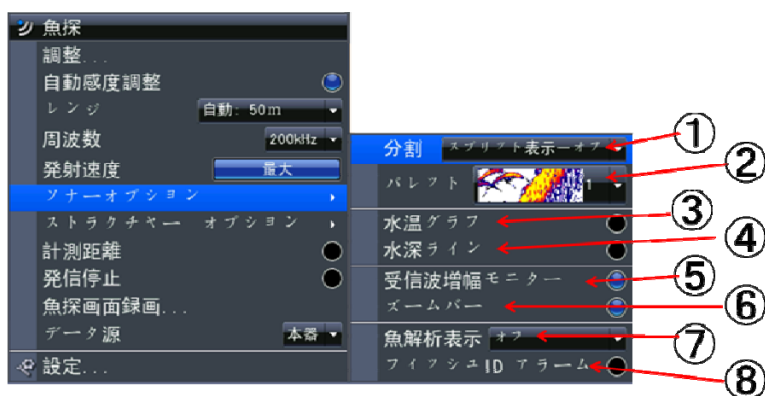 魚探
調整...
自動感度調整
レンジ 自動: 50m
周波数 200kHz
発射速度 最大
ソナーオプション
ストラクチャー オプション
計測距離
発信停止
魚探画面録画...
データ源 本器
設定...
分割 スプリット表示ーオフ ①
パレット 1 ②
水温グラフ ③
水深ライン ④
受信波増幅モニター ⑤
ズームバー ⑥
魚解析表示 オフ ⑦
フィッシュID アラーム ⑧